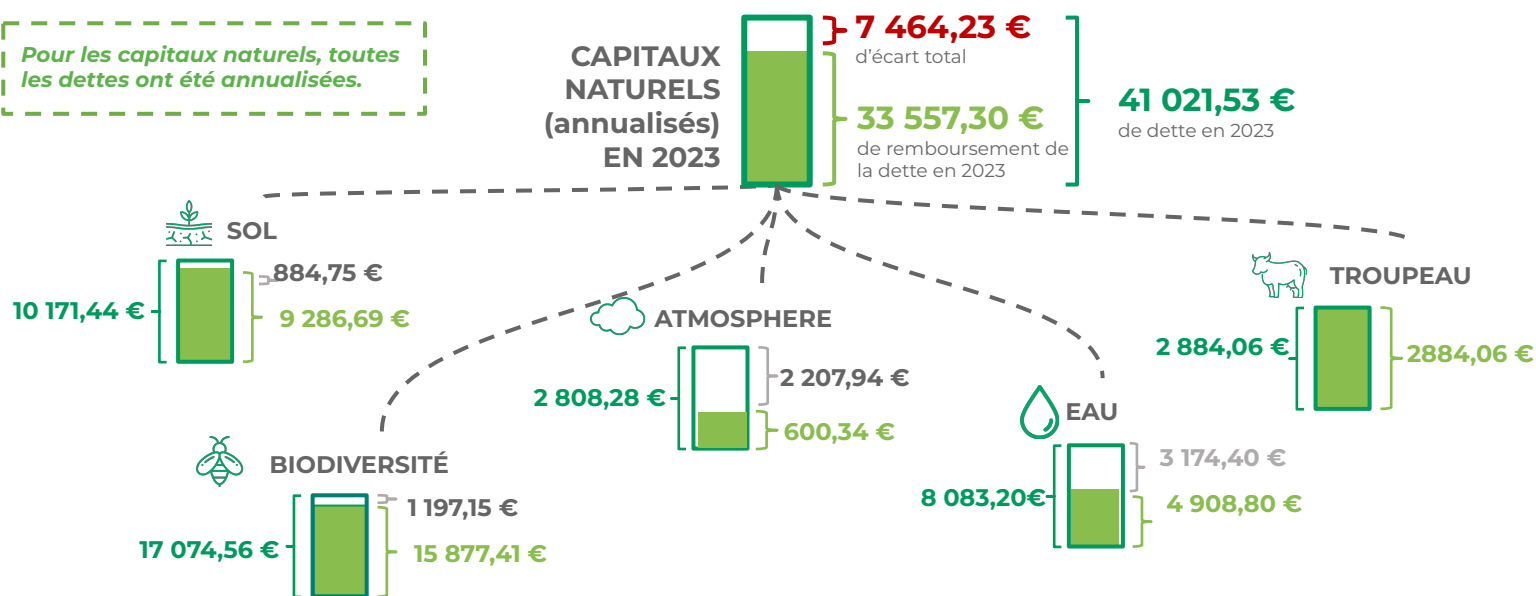 Pour les capitaux naturels, toutes
les dettes ont été annualisées.
CAPITAUX
NATURELS
(annualisés)
EN 2023
7 464,23 €
d'écart total
33 557,30 €
de remboursement de
la dette en 2023
41 021,53 €
de dette en 2023
SOL
884,75 €
10 171,44 €
9 286,69 €
BIODIVERSITÉ
1 197,15 €
17 074,56 €
15 877,41 €
ATMOSPHERE
2 207,94 €
2 808,28 €
600,34 €
EAU
3 174,40 €
8 083,20€
4 908,80 €
TROUPEAU
2 884,06 €
2884,06 €